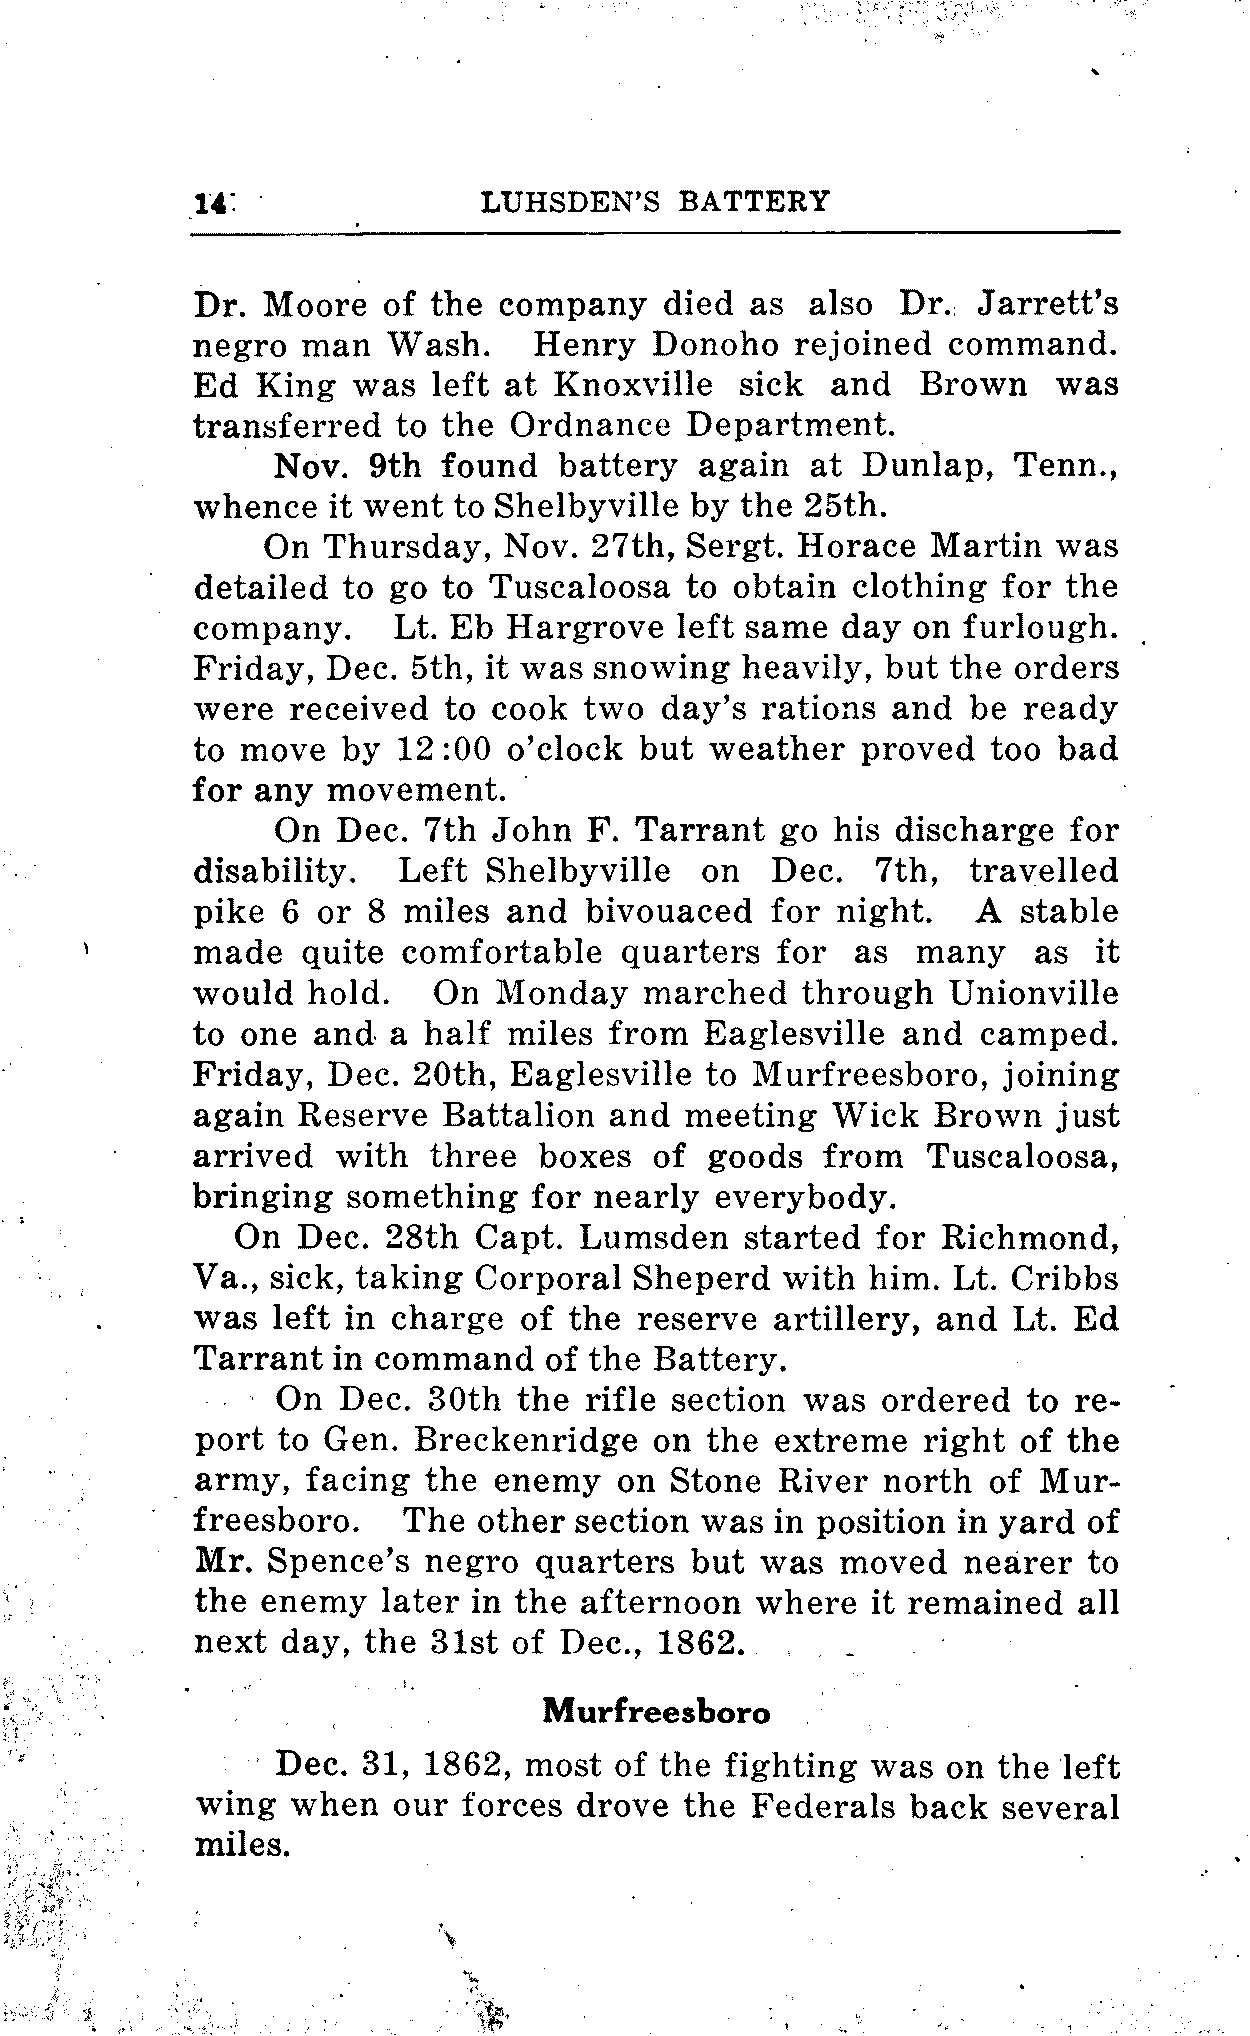 14 LUHSDEN'S BATTERY
Dr. Moore of the company died as also Dr. Jarrett's
negro man Wash. Henry Donoho rejoined command.
Ed King was left at Knoxville sick and Brown was
transferred to the Ordnance Department.
Nov. 9th found battery again at Dunlap, Tenn.,
whence it went to Shelbyville by the 25th.
On Thursday, Nov. 27th, Sergt. Horace Martin was
detailed to go to Tuscaloosa to obtain clothing for the
company. Lt. Eb Hargrove left same day on furlough.
Friday, Dec. 5th, it was snowing heavily, but the orders
were received to cook two day's rations and be ready
to move by 12:00 o'clock but weather proved too bad
for any movement.
On Dec. 7th John F. Tarrant go his discharge for
disability. Left Shelbyville on Dec. 7th, travelled
pike 6 or 8 miles and bivouaced for night. A stable
made quite comfortable quarters for as many as it
would hold. On Monday marched through Unionville
to one and a half miles from Eaglesville and camped.
Friday, Dec. 20th, Eaglesville to Murfreesboro, joining
again Reserve Battalion and meeting Wick Brown just
arrived with three boxes of goods from Tuscaloosa,
bringing something for nearly everybody.
On Dec. 28th Capt. Lumsden started for Richmond,
Va., sick, taking Corporal Sheperd with him. Lt. Cribbs
was left in charge of the reserve artillery, and Lt. Ed
Tarrant in command of the Battery.
On Dec. 30th the rifle section was ordered to re-
port to Gen. Breckenridge on the extreme right of the
army, facing the enemy on Stone River north of Mur-
freesboro. The other section was in position in yard of
Mr. Spence's negro quarters but was moved nearer to
the enemy later in the afternoon where it remained all
next day, the 31st of Dec., 1862.
Murfreesboro
Dec. 31, 1862, most of the fighting was on the left
wing when our forces drove the Federals back several
miles.